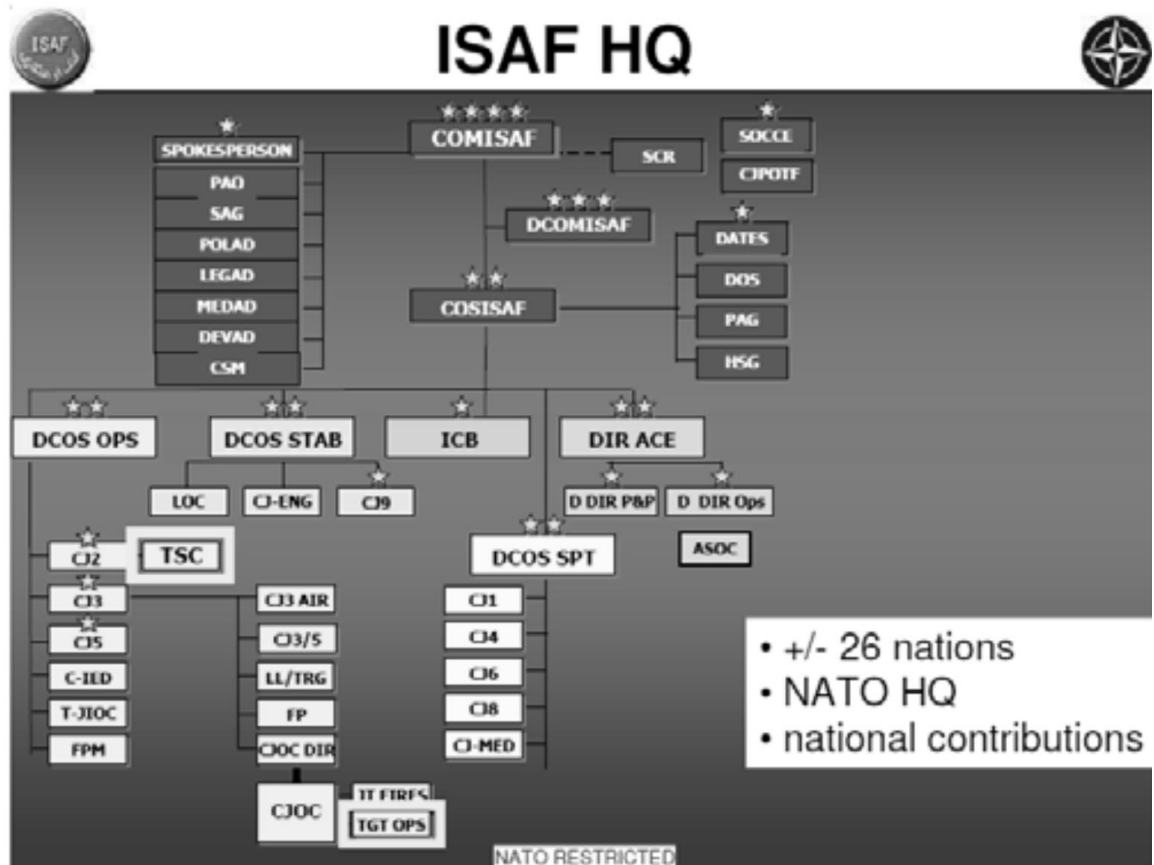 ISAF HQ
ISAF
COMISAF
SPOKESPERSON
PAO
SAG
POLAD
LEGAD
MEDAD
DEVAD
CSM
SCR
SOCCE
CJPOTF
DCOMISAF
COSISAF
DATES
DOS
PAG
HSG
DCOS OPS
DCOS STAB
ICB
DIR ACE
LOC
CJ-ENG
CJ9
D DIR P&P
D DIR Ops
ASOC
CJ2
TSC
CJ3
CJ5
C-IED
T-JIOC
FPM
CJ3 AIR
CJ3/5
LL/TRG
FP
CJOC DIR
CJOC
JT FIRES
TGT OPS
DCOS SPT
CJ1
CJ4
CJ6
CJ8
CJ-MED
• +/- 26 nations
• NATO HQ
• national contributions
NATO RESTRICTED